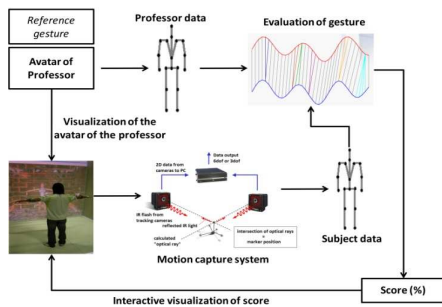 Reference
gesture
Avatar of
Professor
Professor data
Evaluation of gesture
Visualization of the
avatar of the professor
2D data from
cameras to PC
Data output
6dof or 3dof
IR flash from
tracking cameras
reflected IR light
calculated
"optical ray"
Intersection of optical rays
=
marker position
Motion capture system
Subject data
Score (%)
Interactive visualization of score